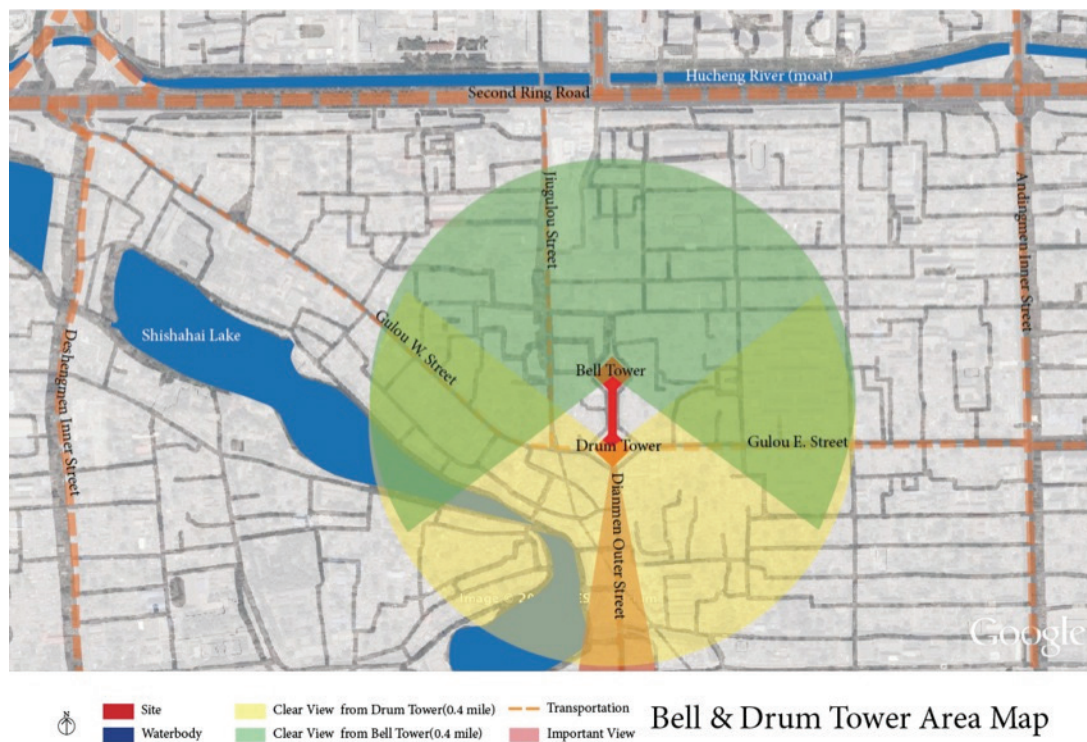 Hucheng River (moat)
Second Ring Road
Jiugulou Street
Andingmen Inner Street
Shishahai Lake
Gulou W. Street
Deshengmen Inner Street
Bell Tower
Drum Tower
Gulou E. Street
Dianmen Outer Street
Google
N
Site
Clear View from Drum Tower(0.4 mile)
Transportation
Waterbody
Clear View from Bell Tower(0.4 mile)
Important View
Bell & Drum Tower Area Map